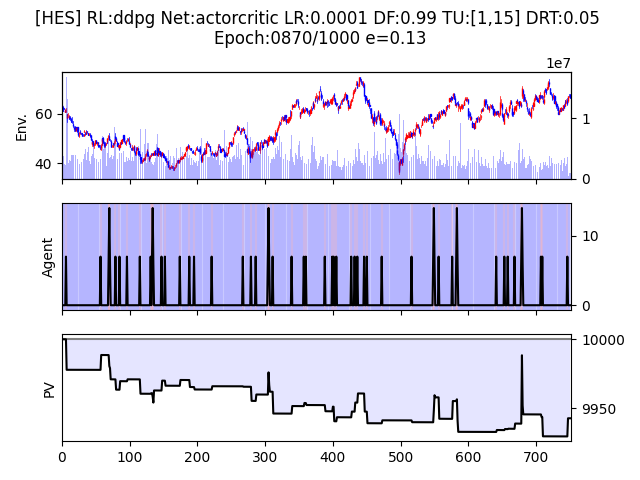 [HES] RL:ddpg Net:actorcritic LR:0.0001 DF:0.99 TU:[1,15] DRT:0.05
Epoch:0870/1000 e=0.13
1e7
Env.
60
40
1
0
Agent
10
0
PV
10000
9950
0 100 200 300 400 500 600 700